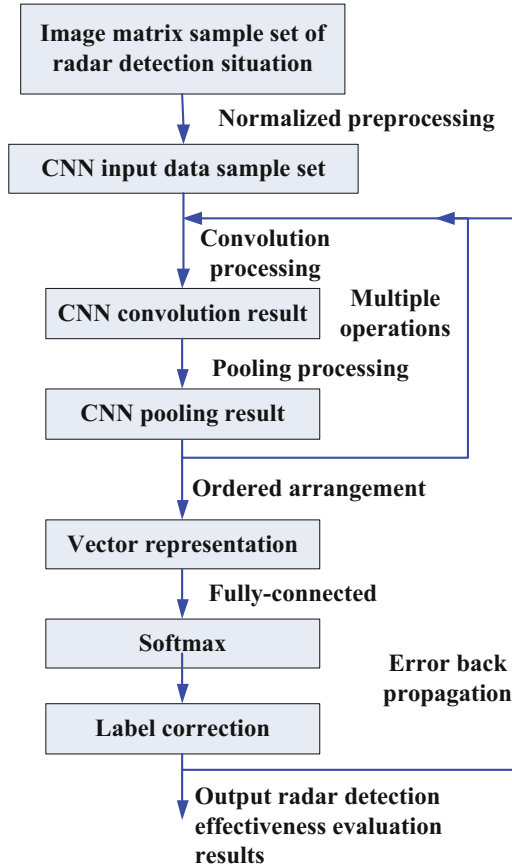 Image matrix sample set of
radar detection situation
Normalized preprocessing
CNN input data sample set
Convolution
processing
CNN convolution result
Multiple
operations
Pooling processing
CNN pooling result
Ordered arrangement
Vector representation
Fully-connected
Softmax
Error back
propagation
Label correction
Output radar detection
effectiveness evaluation
results